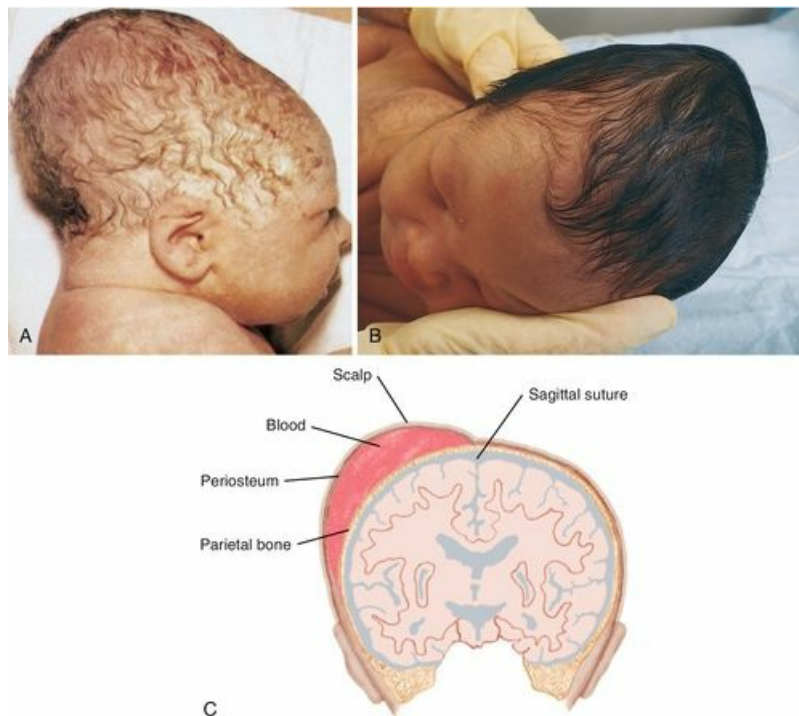 A
B
Scalp
Sagittal suture
Blood
Periosteum
Parietal bone
C